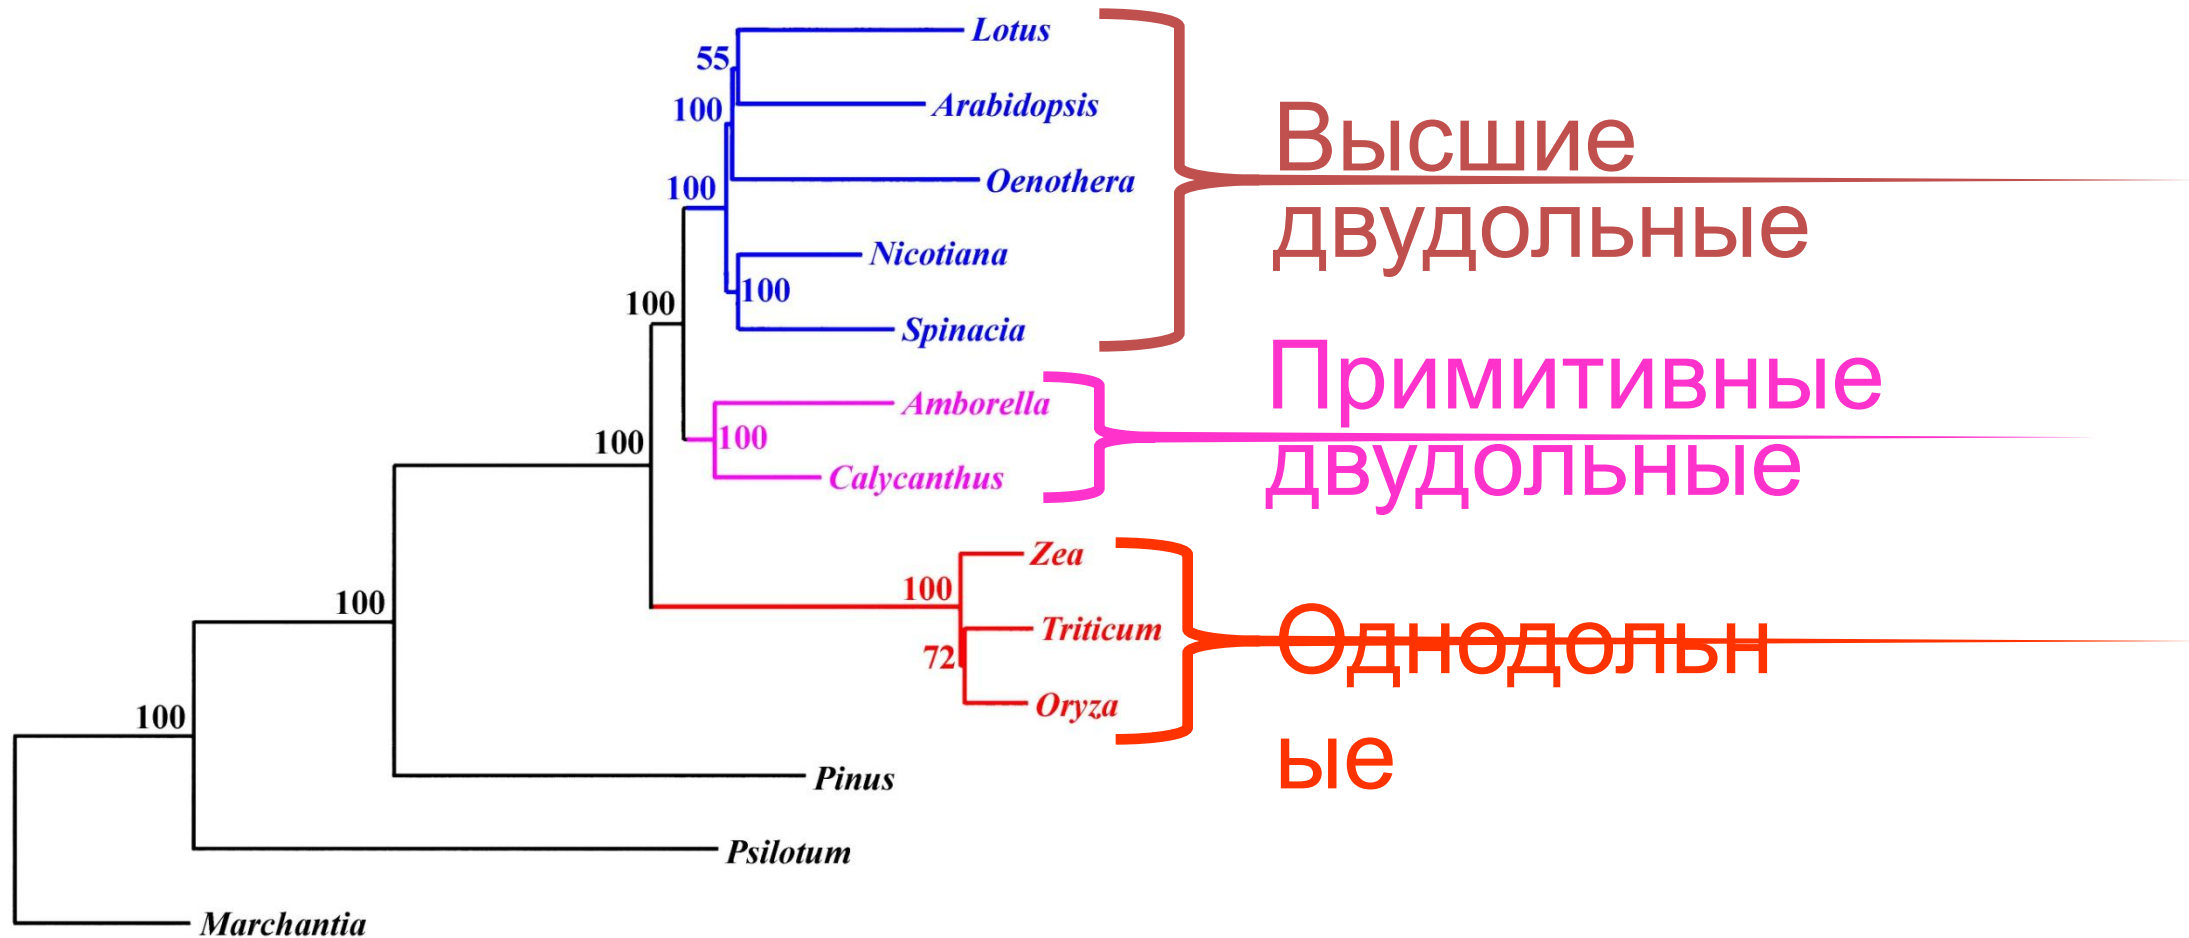 Lotus
55
Arabidopsis
100
Высшие
двудольные
Oenothera
100
Nicotiana
100
100
Spinacia
Примитивные
двудольные
Amborella
100
100
Calycanthus
Zea
100
Triticum
100
72
Однодольн
ые
Oryza
100
Pinus
Psilotum
Marchantia